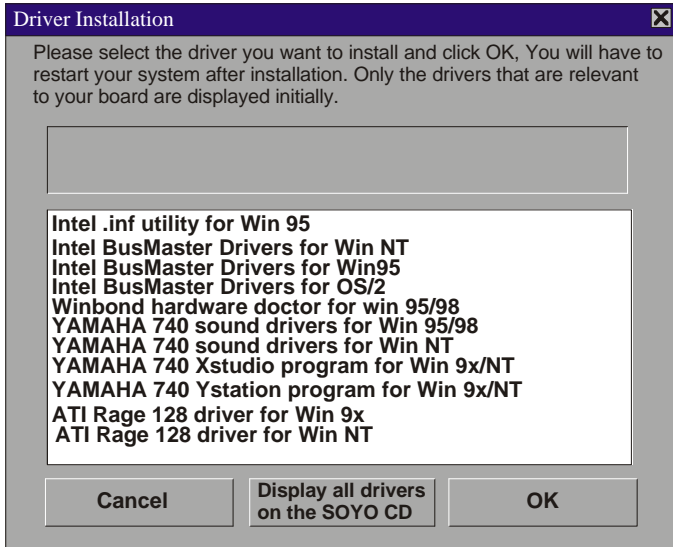 Driver Installation
Please select the driver you want to install and click OK, You will have to
restart your system after installation. Only the drivers that are relevant
to your board are displayed initially.
Intel .inf utility for Win 95
Intel BusMaster Drivers for Win NT
Intel BusMaster Drivers for Win95
Intel BusMaster Drivers for OS/2
Winbond hardware doctor for win 95/98
YAMAHA 740 sound drivers for Win 95/98
YAMAHA 740 sound drivers for Win NT
YAMAHA 740 Xstudio program for Win 9x/NT
YAMAHA 740 Ystation program for Win 9x/NT
ATI Rage 128 driver for Win 9x
ATI Rage 128 driver for Win NT
Cancel
Display all drivers
on the SOYO CD
OK